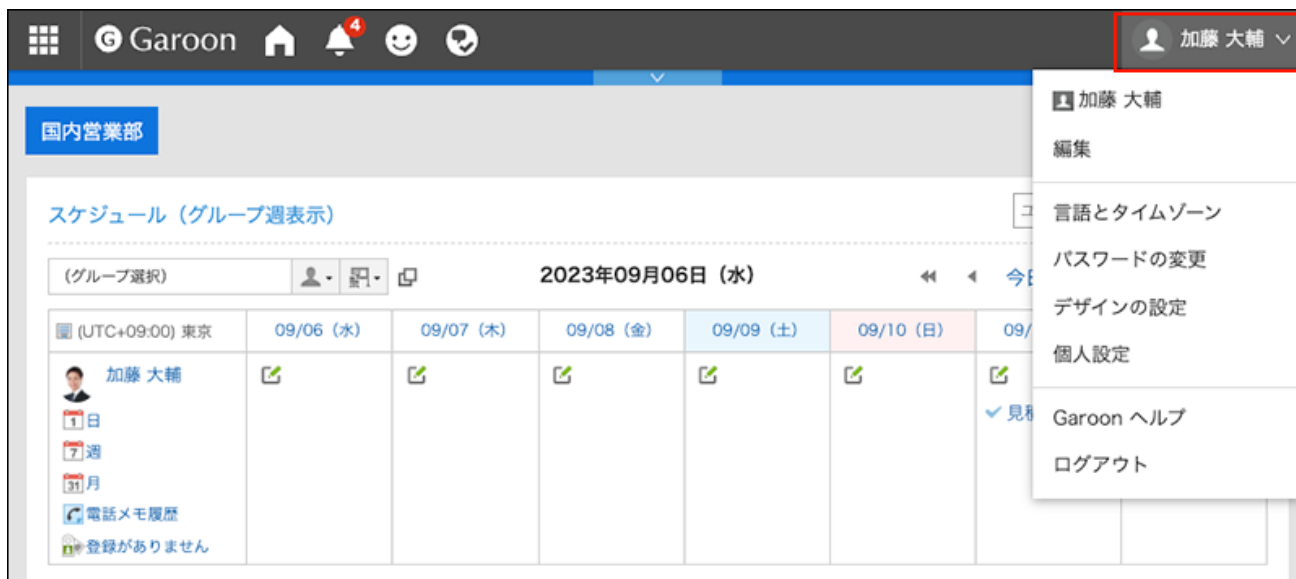 G Garoon 4 加藤 大輔
加藤 大輔
編集
言語とタイムゾーン
パスワードの変更
デザインの設定
個人設定
Garoon ヘルプ
ログアウト
国内営業部
スケジュール（グループ週表示）
（グループ選択） 2023年09月06日（水）
(UTC+09:00) 東京 09/06（水） 09/07（木） 09/08（金） 09/09（土） 09/10（日） 09/
加藤 大輔
1 日
7 週
31 月
電話メモ履歴
登録がありません